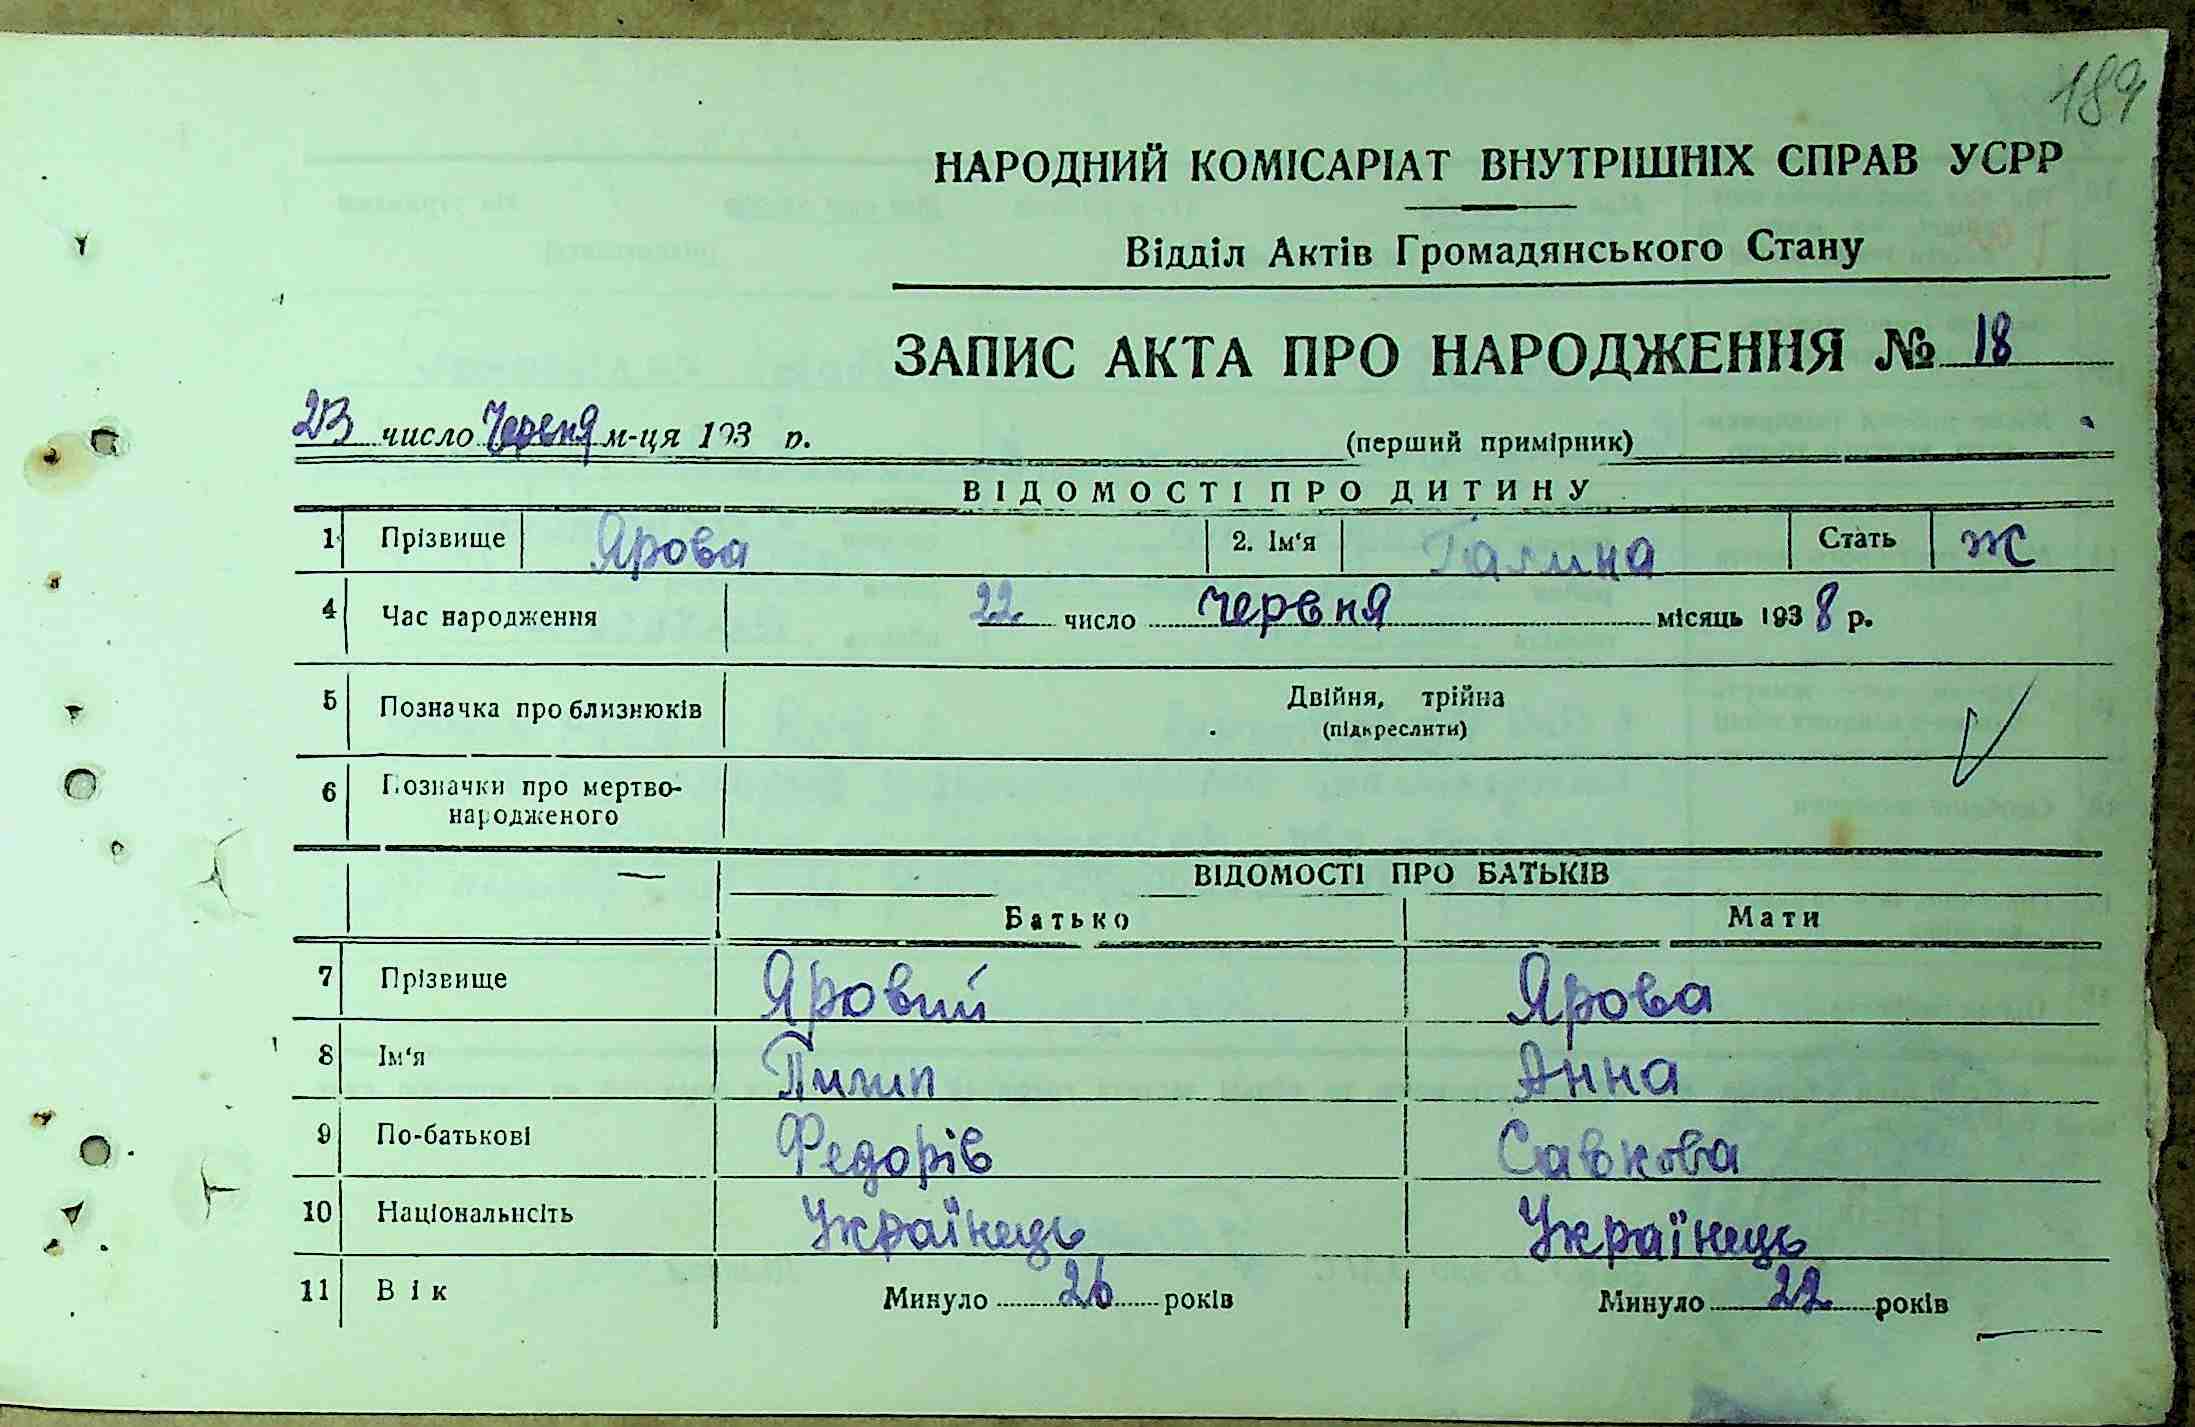 189
НАРОДНИЙ КОМІСАРІАТ ВНУТРІШНІХ СПРАВ УСРР
Відділ Актів Громадянського Стану
ЗАПИС АКТА ПРО НАРОДЖЕННЯ № 18
23 число Червня м-ця 193 р.
(перший примірник)
ВІДОМОСТІ ПРО ДИТИНУ
1 Прізвище Ярова 2. Ім'я Галина Стать ж
4 Час народження 22 число червня місяць 1938 р.
5 Позначка про близнюків Двійня, трійна
(підкреслити)
6 Позначки про мертво-
народженого
ВІДОМОСТІ ПРО БАТЬКІВ
Батько Мати
7 Прізвище Яровий Ярова
8 Ім'я Пилип Анна
9 По-батькові Федорів Савкова
10 Національнсіть Українець Українець
11 Вік Минуло 26 років Минуло 22 років